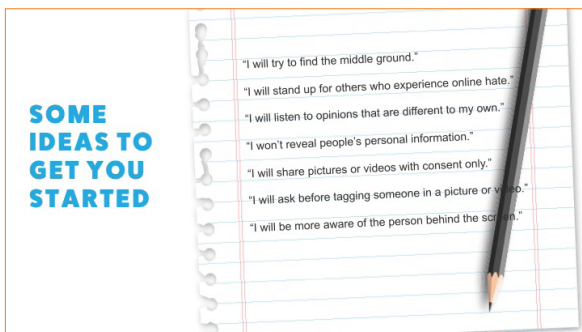 SOME
IDEAS TO
GET YOU
STARTED
“I will try to find the middle ground.”
“I will stand up for others who experience online hate.”
“I will listen to opinions that are different to my own.”
“I won’t reveal people’s personal information.”
“I will share pictures or videos with consent only.”
“I will ask before tagging someone in a picture or video.”
“I will be more aware of the person behind the screen.”